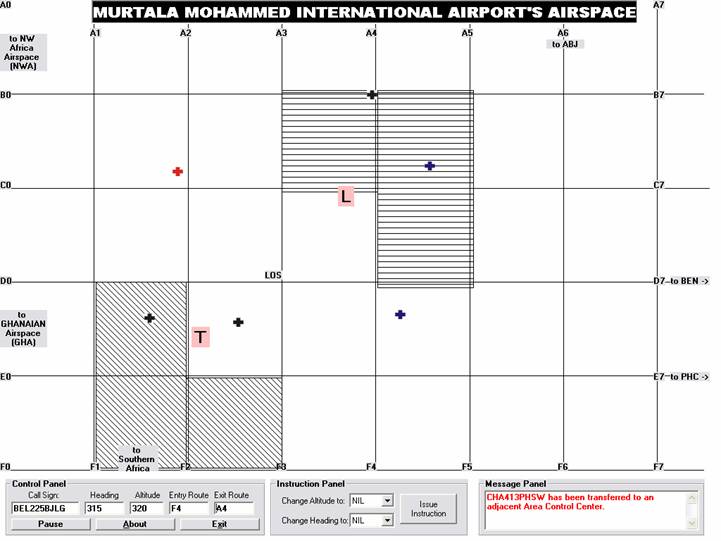 MURTALA MOHAMMED INTERNATIONAL AIRPORT'S AIRSPACE
A0
A7
to NW
Africa
Airspace
(NWA)
A1
A2
A3
A4
A5
A6
to ABJ
B0
B7
C0
C7
L
LOS
D0
D7
to BEN ->
to
GHANAIAN
Airspace
(GHA)
T
E0
E7
to PHC ->
to
Southern
Africa
F0
F1
F2
F3
F4
F5
F6
F7
Control Panel
Call Sign:
Heading
Altitude
Entry Route
Exit Route
BEL225BJLG
315
320
F4
A4
Pause
About
Exit
Instruction Panel
Change Altitude to:
NIL
Change Heading to:
NIL
Issue
Instruction
Message Panel
CHA413PHSW has been transferred to an
adjacent Area Control Center.